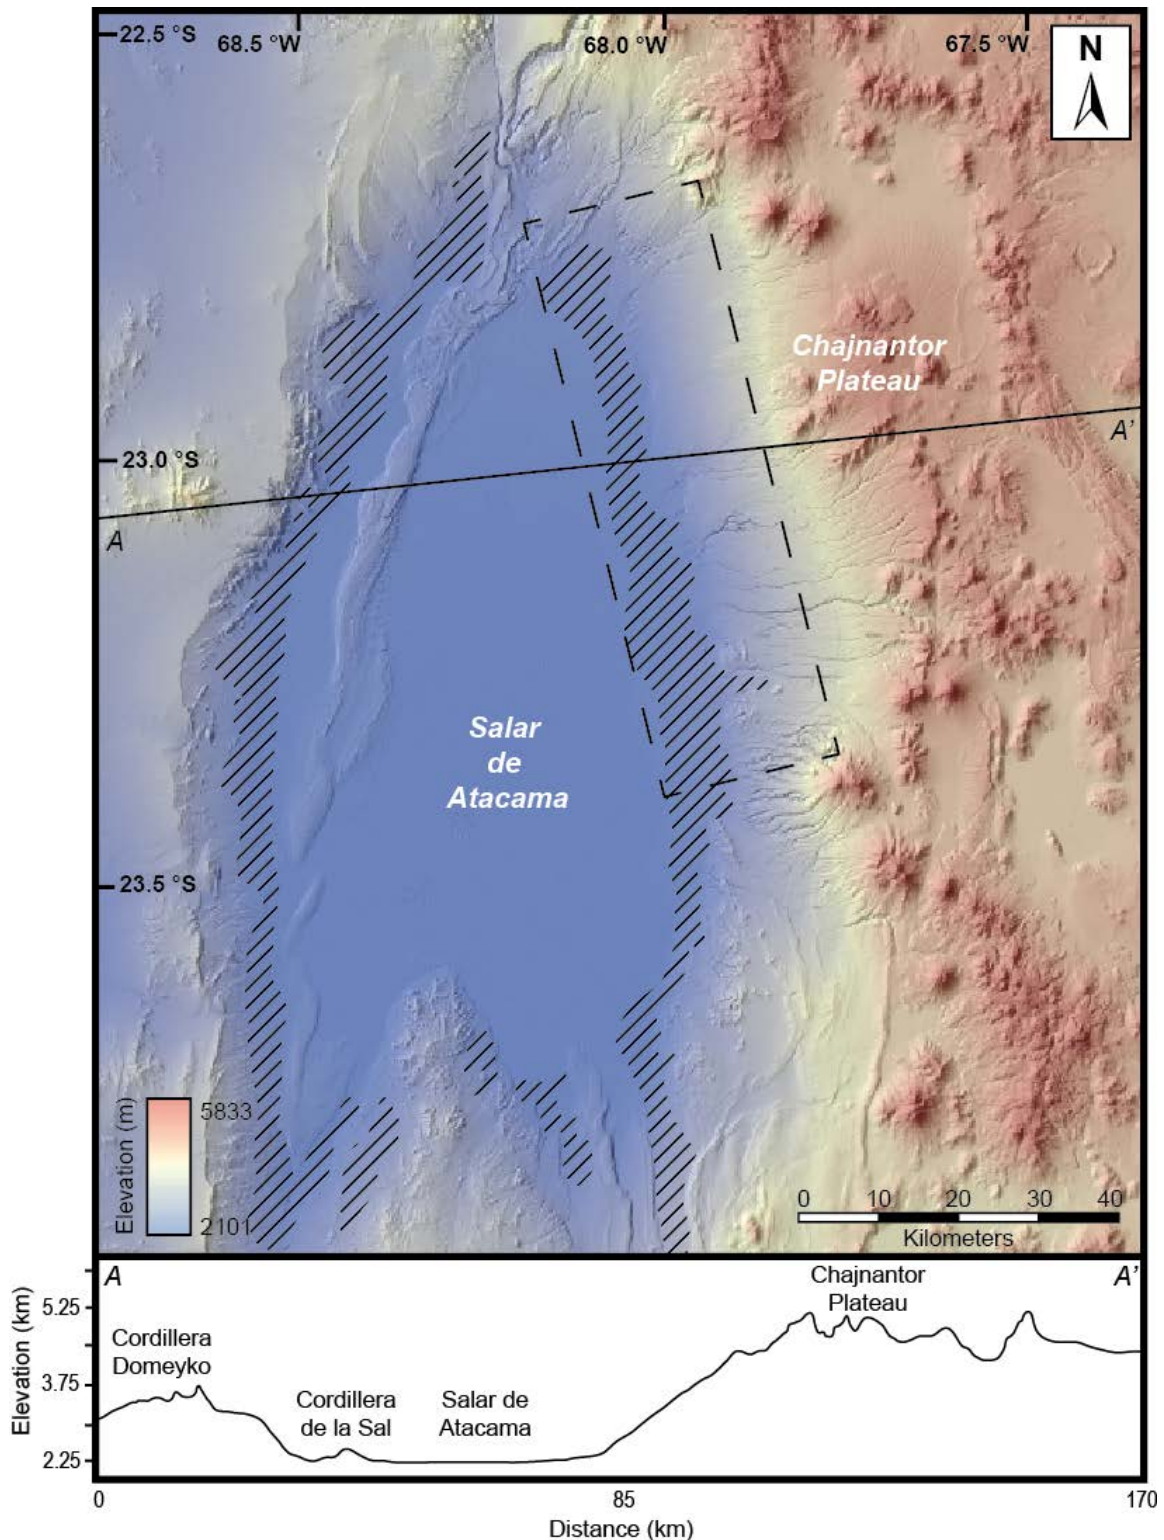 22.5 °S
68.5 °W
68.0 °W
67.5 °W
N
Chajnantor
Plateau
A'
23.0 °S
A
Salar
de
Atacama
23.5 °S
Elevation (m)
5833
2101
0 10 20 30 40
Kilometers
A
A'
Chajnantor
Plateau
Elevation (km)
5.25
3.75
2.25
Cordillera
Domeyko
Cordillera
de la Sal
Salar de
Atacama
0
85
170
Distance (km)